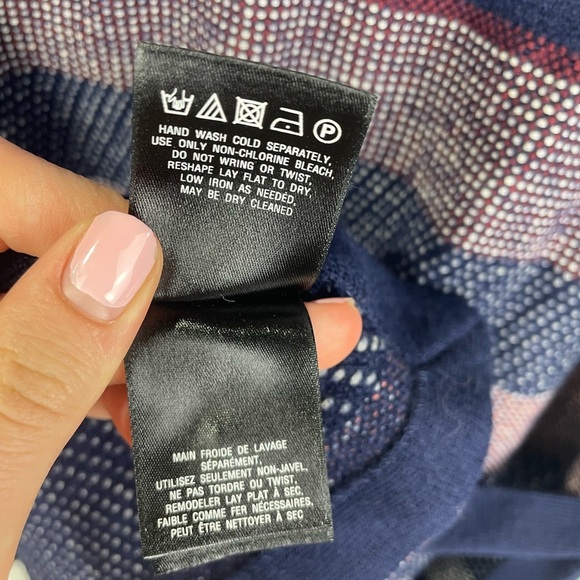 P
HAND WASH COLD SEPARATELY,
USE ONLY NON-CHLORINE BLEACH,
DO NOT WRING OR TWIST,
RESHAPE LAY FLAT TO DRY,
LOW IRON AS NEEDED,
MAY BE DRY CLEANED
MAIN FROIDE DE LAVAGE
SÉPARÉMENT,
UTILISEZ SEULEMENT NON-JAVEL,
NE PAS TORDRE OU TWIST,
REMODELER LAY PLAT À SEC,
FAIBLE COMME FER NÉCESSAIRES,
PEUT ÊTRE NETTOYER À SEC